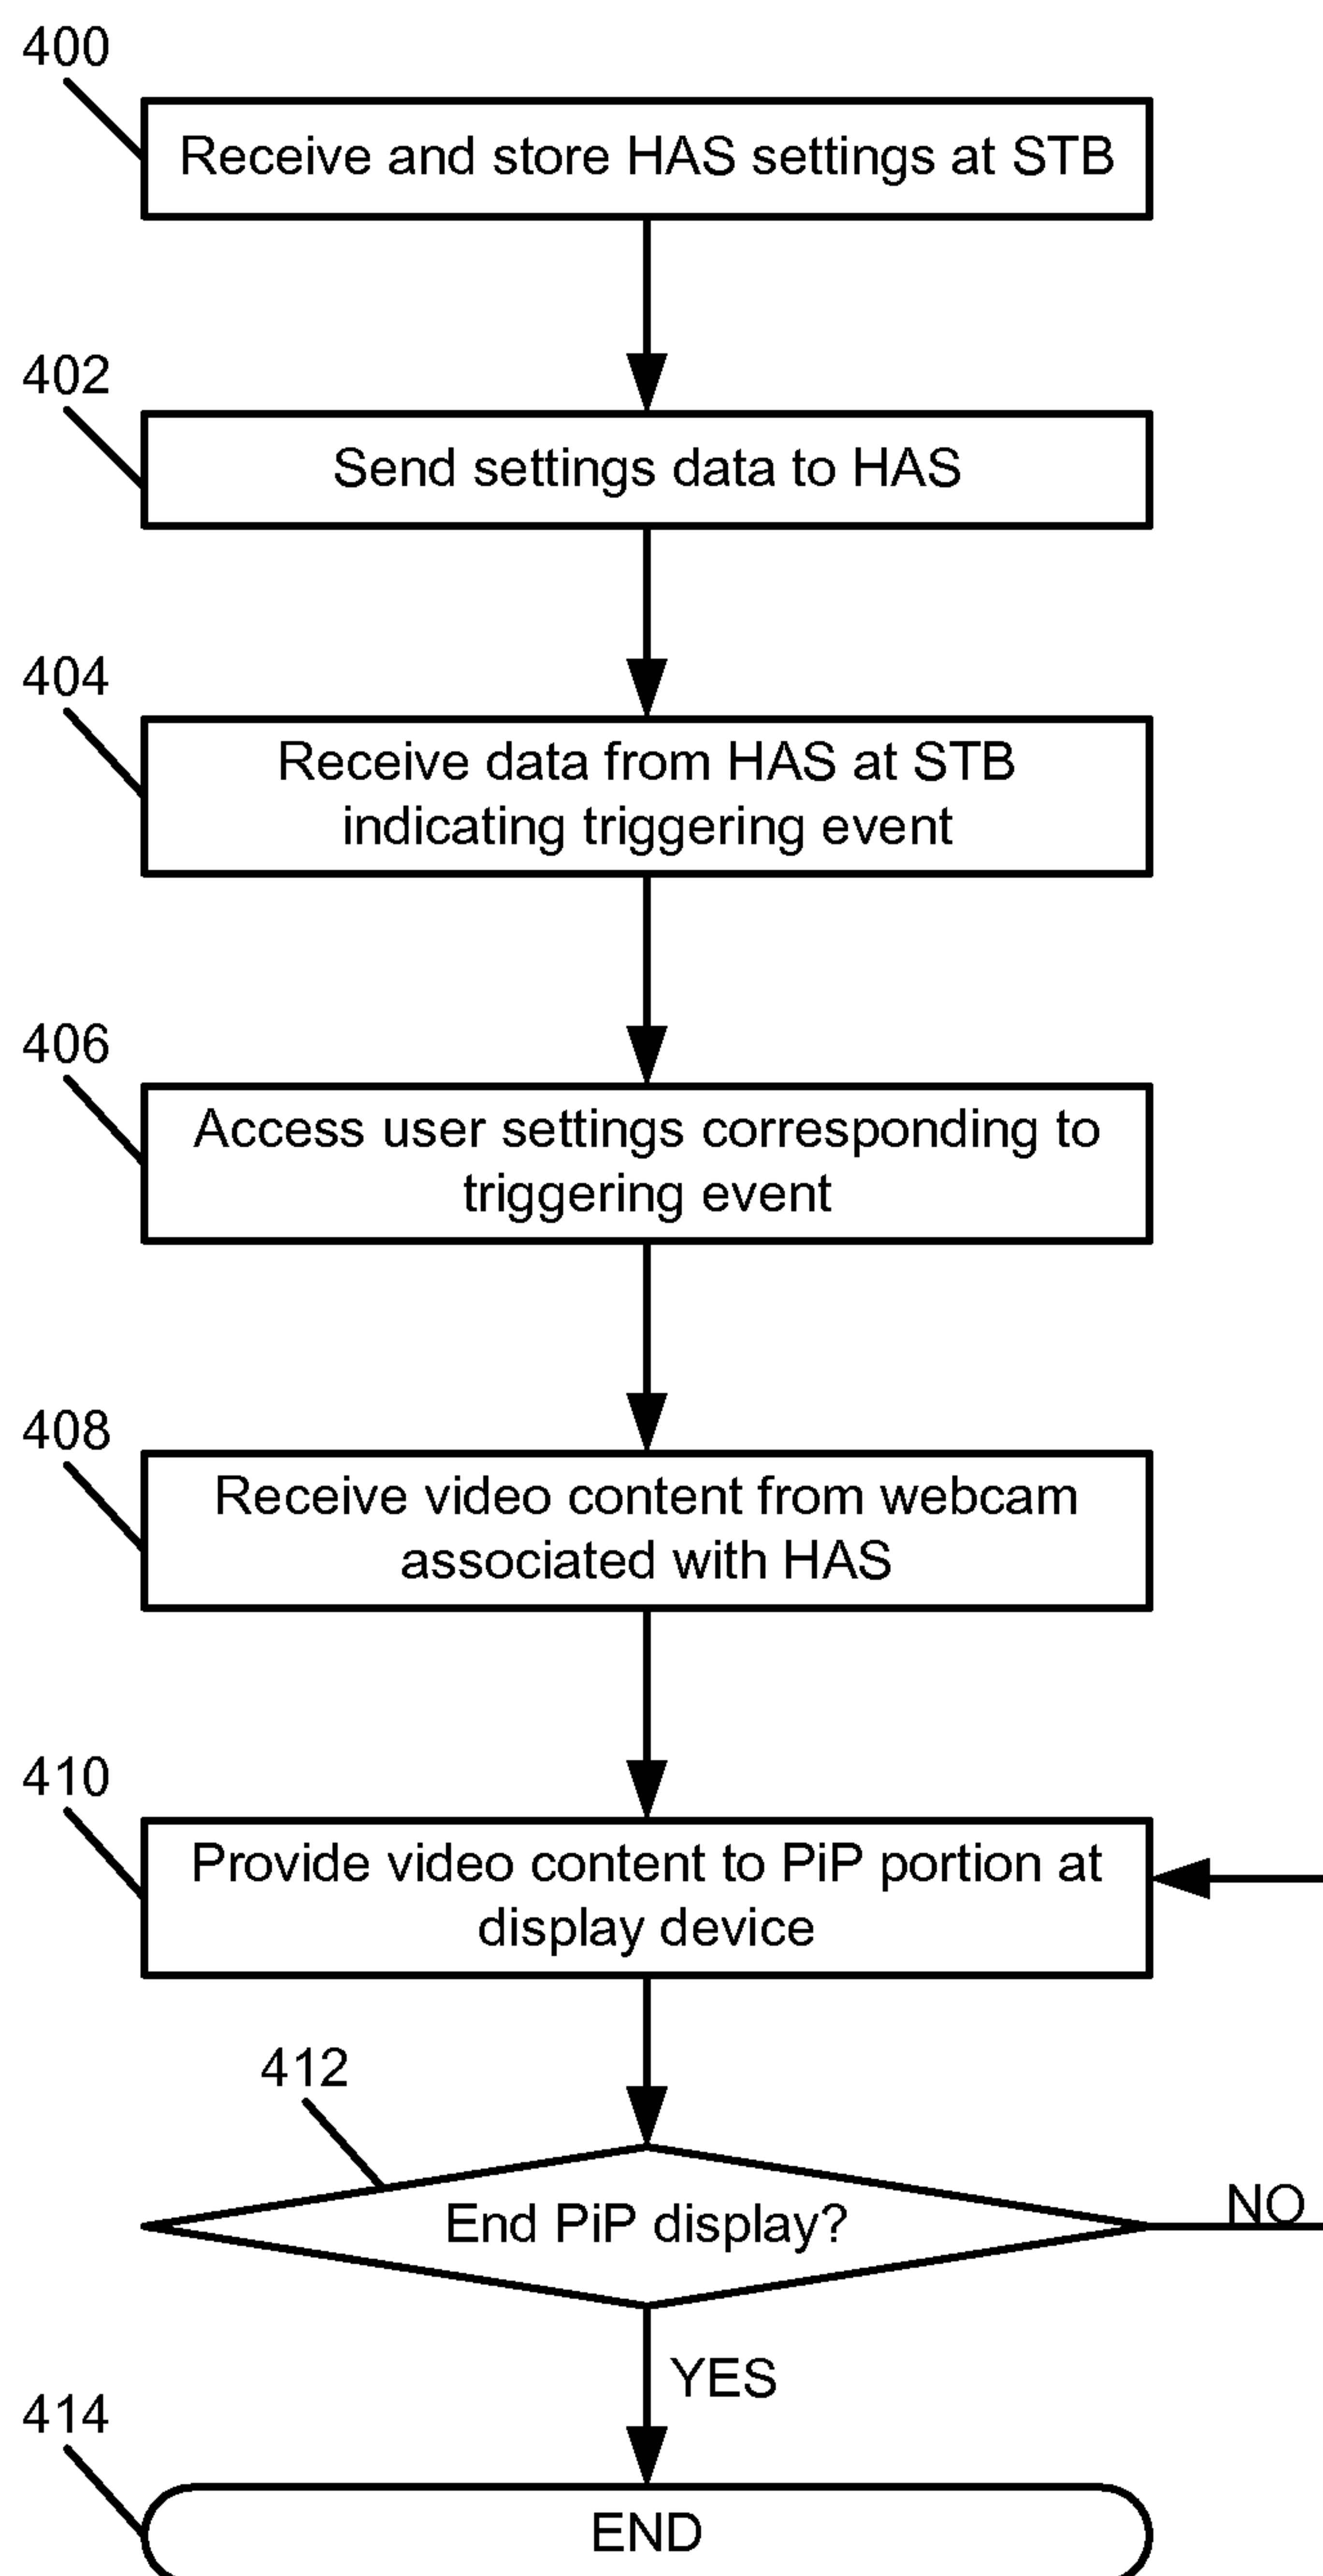 400
Receive and store HAS settings at STB
402
Send settings data to HAS
404
Receive data from HAS at STB
indicating triggering event
406
Access user settings corresponding to
triggering event
408
Receive video content from webcam
associated with HAS
410
Provide video content to PiP portion at
display device
412
End PiP display?
NO
YES
414
END